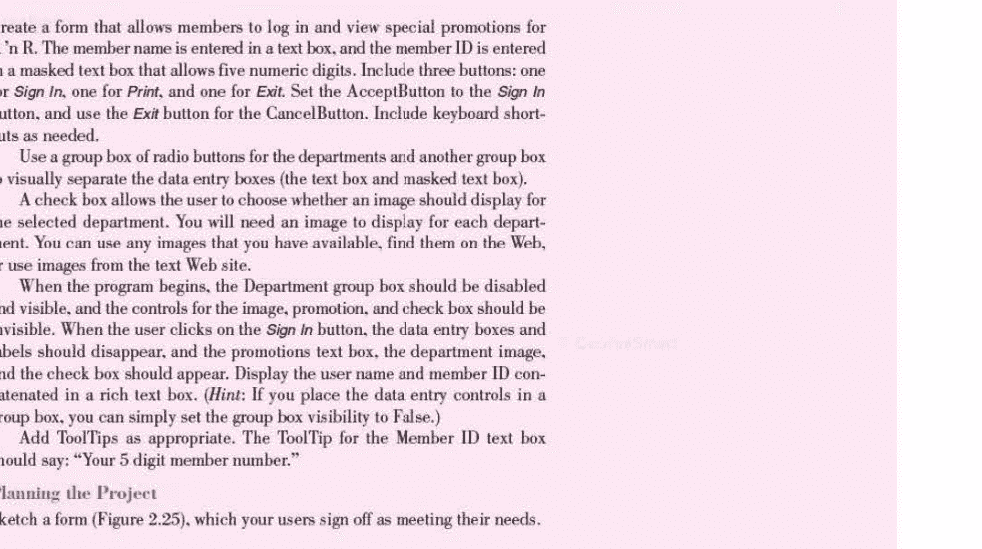 reate a form that allows members to log in and view special promotions for
'n R. The member name is entered in a text box, and the member ID is entered
a masked text box that allows five numeric digits. Include three buttons: one
or Sign In, one for Print, and one for Exit. Set the AcceptButton to the Sign In
utton, and use the Exit button for the CancelButton. Include keyboard short-
uts as needed.
Use a group box of radio buttons for the departments and another group box
visually separate the data entry boxes (the text box and masked text box).
A check box allows the user to choose whether an image should display for
he selected department. You will need an image to display for each depart-
ent. You can use any images that you have available, find them on the Web,
r use images from the text Web site.
When the program begins, the Department group box should be disabled
nd visible, and the controls for the image, promotion, and check box should be
nvisible. When the user clicks on the Sign In button, the data entry boxes and
abels should disappear, and the promotions text box, the department image,
nd the check box should appear. Display the user name and member ID con-
atenated in a rich text box. (Hint: If you place the data entry controls in a
roup box, you can simply set the group box visibility to False.)
Add ToolTips as appropriate. The ToolTip for the Member ID text box
hould say: “Your 5 digit member number.”
lanning the Project
ketch a form (Figure 2.25), which your users sign off as meeting their needs.